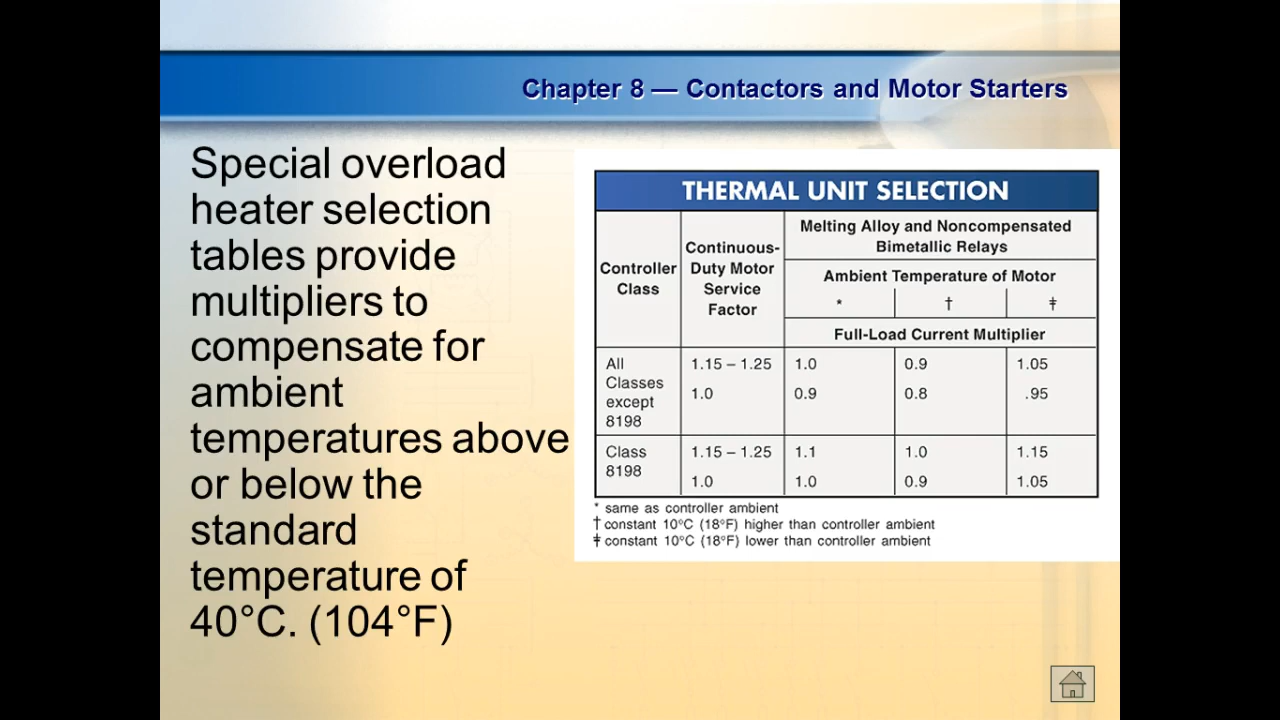 Chapter 8 — Contactors and Motor Starters
Special overload
heater selection
tables provide
multipliers to
compensate for
ambient
temperatures above
or below the
standard
temperature of
40°C. (104°F)
THERMAL UNIT SELECTION
Controller
Class
Continuous-
Duty Motor
Service
Factor
Melting Alloy and Noncompensated
Bimetallic Relays
Ambient Temperature of Motor
* † ‡
Full-Load Current Multiplier
All
Classes
except
8198
1.15 – 1.25 1.0 0.9 1.05
1.0 0.9 0.8 .95
Class
8198
1.15 – 1.25 1.1 1.0 1.15
1.0 1.0 0.9 1.05
* same as controller ambient
† constant 10°C (18°F) higher than controller ambient
‡ constant 10°C (18°F) lower than controller ambient